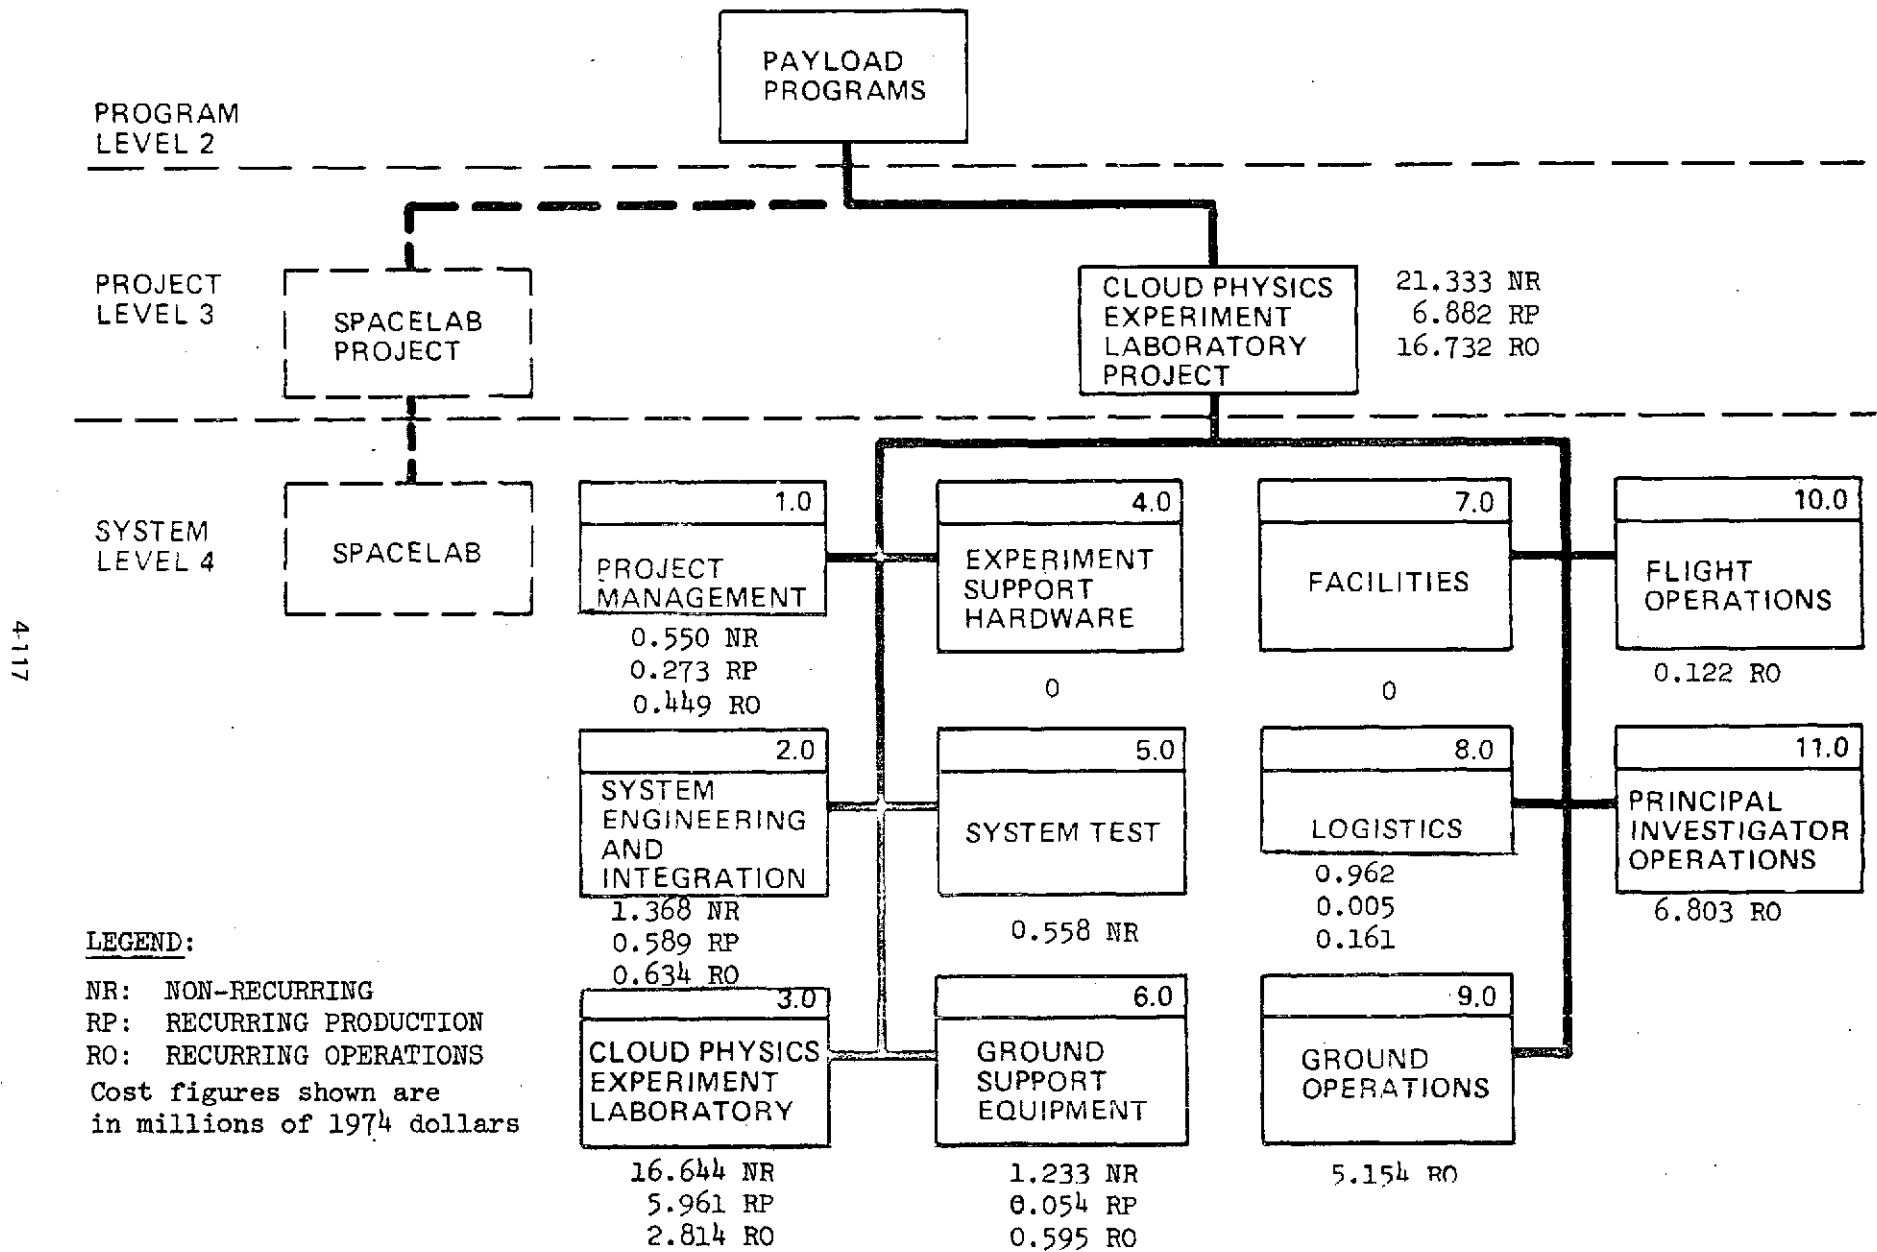 PAYLOAD
PROGRAMS
PROGRAM
LEVEL 2
PROJECT
LEVEL 3
SPACELAB
PROJECT
CLOUD PHYSICS
EXPERIMENT
LABORATORY
PROJECT
21.333 NR
6.882 RP
16.732 RO
SYSTEM
LEVEL 4
SPACELAB
1.0
PROJECT
MANAGEMENT
0.550 NR
0.273 RP
0.449 RO
4.0
EXPERIMENT
SUPPORT
HARDWARE
0
7.0
FACILITIES
0
10.0
FLIGHT
OPERATIONS
0.122 RO
2.0
SYSTEM
ENGINEERING
AND
INTEGRATION
1.368 NR
0.589 RP
0.634 RO
5.0
SYSTEM TEST
0.558 NR
8.0
LOGISTICS
0.962
0.005
0.161
11.0
PRINCIPAL
INVESTIGATOR
OPERATIONS
6.803 RO
3.0
CLOUD PHYSICS
EXPERIMENT
LABORATORY
16.644 NR
5.961 RP
2.814 RO
6.0
GROUND
SUPPORT
EQUIPMENT
1.233 NR
0.054 RP
0.595 RO
9.0
GROUND
OPERATIONS
5.154 RO
LEGEND:
NR: NON-RECURRING
RP: RECURRING PRODUCTION
RO: RECURRING OPERATIONS
Cost figures shown are
in millions of 1974 dollars
4-117